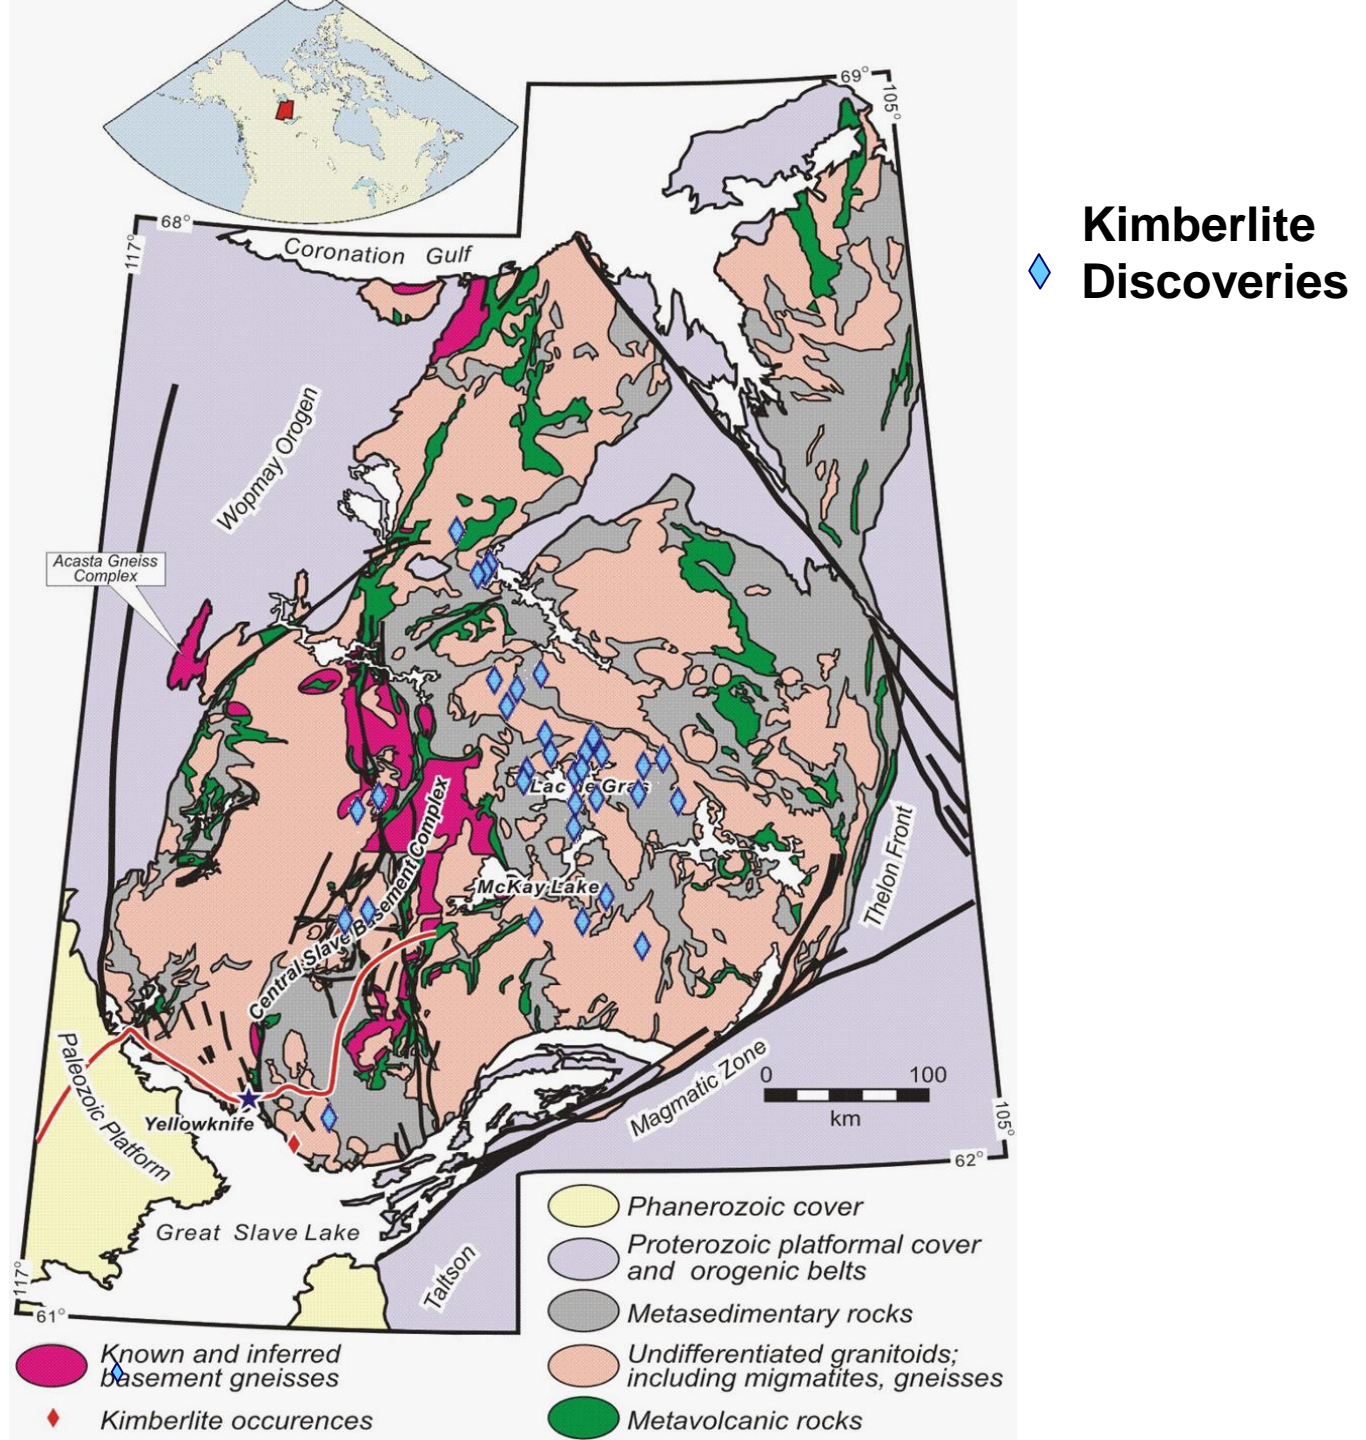 69°
105°
Kimberlite
Discoveries
68°
117°
Coronation Gulf
Wopmay Orogen
Acasta Gneiss
Complex
Lac de Gras
Central Slave Basement Complex
McKay Lake
Thelon Front
Paleozoic Platform
Yellowknife
Magmatic Zone
0 100
km
105°
62°
Great Slave Lake
Taltson
117°
61°
Phanerozoic cover
Proterozoic platformal cover
and orogenic belts
Metasedimentary rocks
Known and inferred
basement gneisses
Undifferentiated granitoids;
including migmatites, gneisses
Kimberlite occurences
Metavolcanic rocks